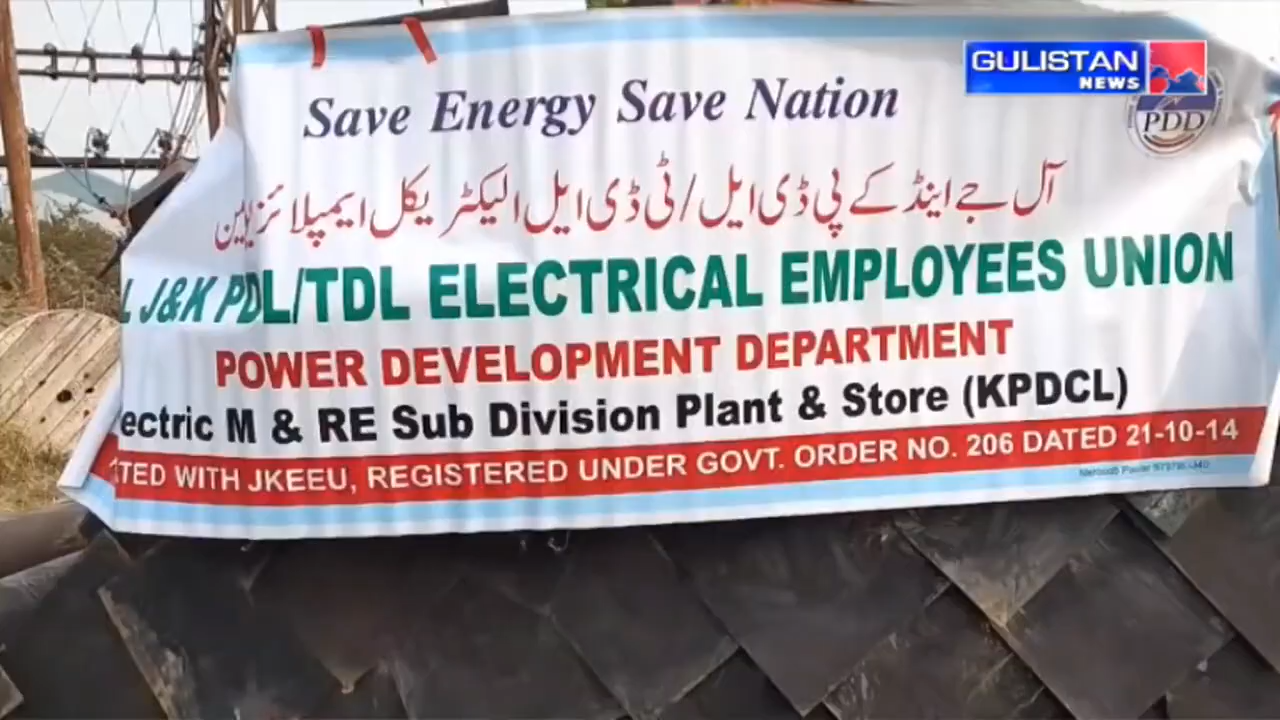 GULISTAN
NEWS
PDD
Save Energy Save Nation
آل جے اینڈ کے پی ڈی ایل/ٹی ڈی ایل الیکٹریکل ایمپلائز یونین
L J&K PDL/TDL ELECTRICAL EMPLOYEES UNION
POWER DEVELOPMENT DEPARTMENT
ectric M & RE Sub Division Plant & Store (KPDCL)
TED WITH JKEEU, REGISTERED UNDER GOVT. ORDER NO. 206 DATED 21-10-14